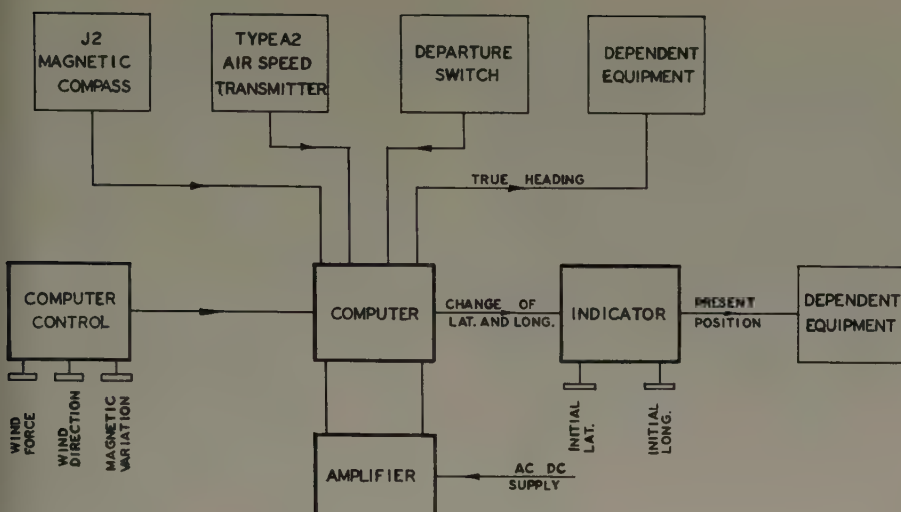 J2
MAGNETIC
COMPASS
TYPE A2
AIR SPEED
TRANSMITTER
DEPARTURE
SWITCH
DEPENDENT
EQUIPMENT
TRUE HEADING
COMPUTER
CONTROL
COMPUTER
CHANGE OF
LAT. AND LONG.
INDICATOR
PRESENT
POSITION
DEPENDENT
EQUIPMENT
WIND
FORCE
WIND
DIRECTION
MAGNETIC
VARIATION
INITIAL
LAT.
INITIAL
LONG.
AMPLIFIER
AC DC
SUPPLY